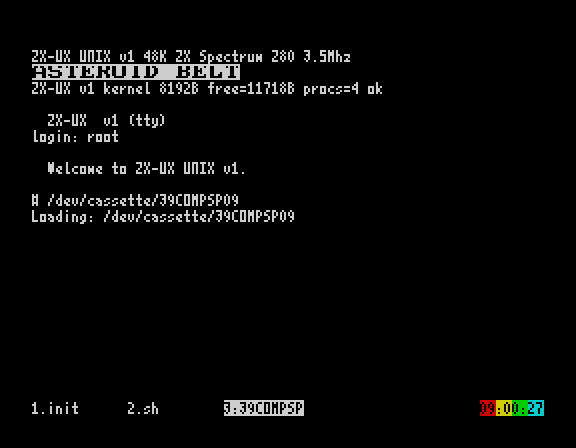 ZX-UX UNIX v1 48K ZX Spectrum Z80 3.5Mhz
ASTEROID BELT
ZX-UX v1 kernel 8192B free=11718B procs=4 ok
ZX-UX v1 (tty)
login: root
Welcome to ZX-UX UNIX v1.
# /dev/cassette/39COMPSP09
Loading: /dev/cassette/39COMPSP09
1.init 2.sh 3.39COMPSP 09:00:27